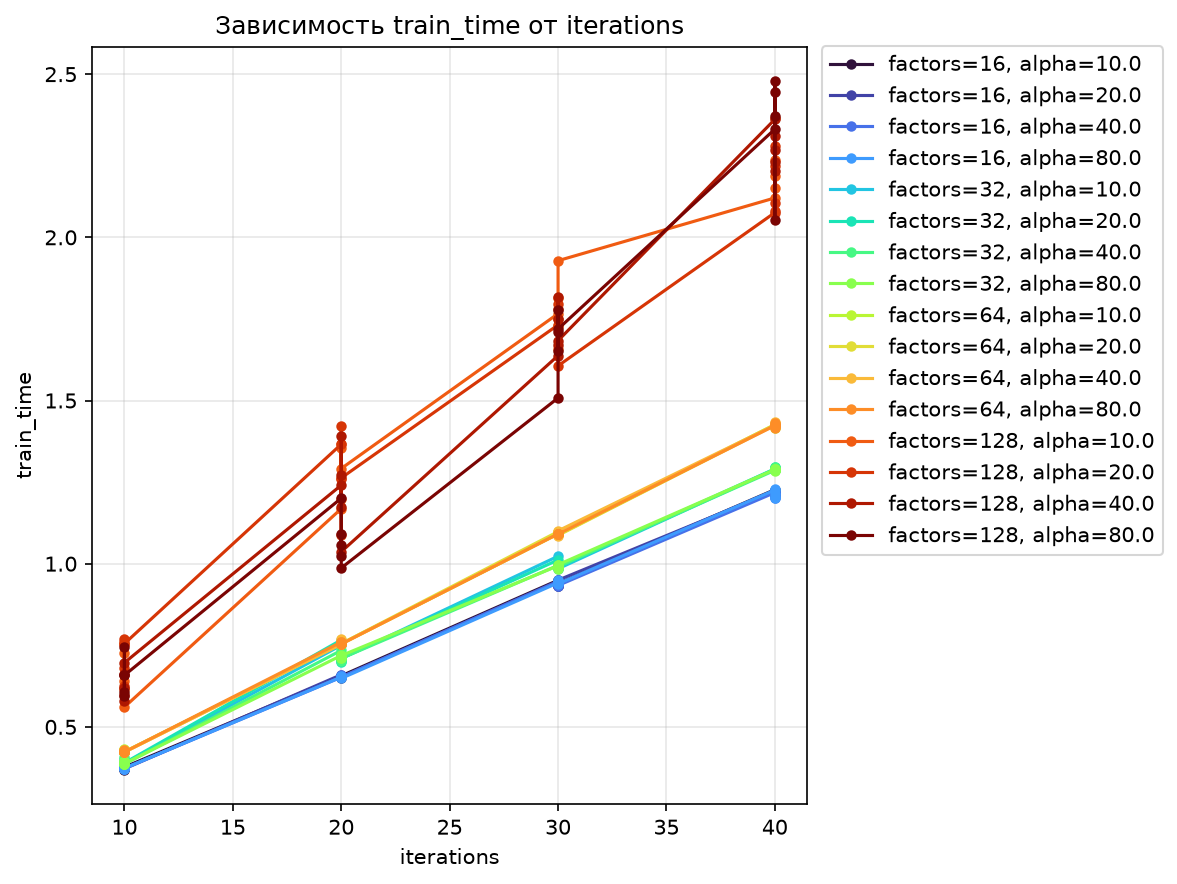 Зависимость train_time от iterations
2.5
2.0
1.5
1.0
0.5
train_time
10
15
20
25
30
35
40
iterations
factors=16, alpha=10.0
factors=16, alpha=20.0
factors=16, alpha=40.0
factors=16, alpha=80.0
factors=32, alpha=10.0
factors=32, alpha=20.0
factors=32, alpha=40.0
factors=32, alpha=80.0
factors=64, alpha=10.0
factors=64, alpha=20.0
factors=64, alpha=40.0
factors=64, alpha=80.0
factors=128, alpha=10.0
factors=128, alpha=20.0
factors=128, alpha=40.0
factors=128, alpha=80.0